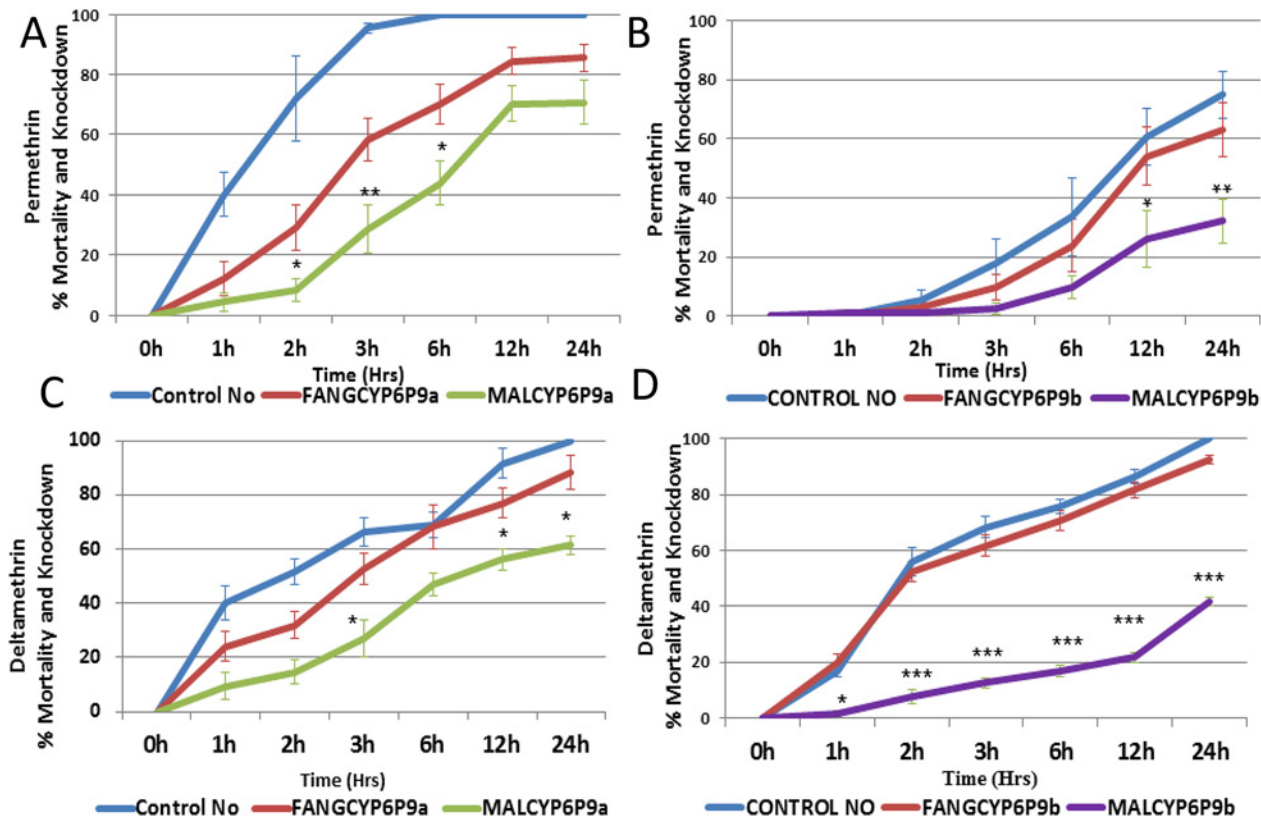 A
Permethrin
% Mortality and Knockdown
100
80
60
40
20
0
*
**
*
0h 1h 2h 3h 6h 12h 24h
Time (Hrs)
Control No FANGCYP6P9a MALCYP6P9a
B
Permethrin
% Mortality and Knockdown
100
80
60
40
20
0
*
**
0h 1h 2h 3h 6h 12h 24h
Time (Hrs)
CONTROL NO FANGCYP6P9b MALCYP6P9b
C
Deltamethrin
% Mortality and Knockdown
100
80
60
40
20
0
*
*
*
0h 1h 2h 3h 6h 12h 24h
Time (Hrs)
Control No FANGCYP6P9a MALCYP6P9a
D
Deltamethrin
% Mortality and Knockdown
100
80
60
40
20
0
*
***
***
***
***
***
0h 1h 2h 3h 6h 12h 24h
Time (Hrs)
CONTROL NO FANGCYP6P9b MALCYP6P9b